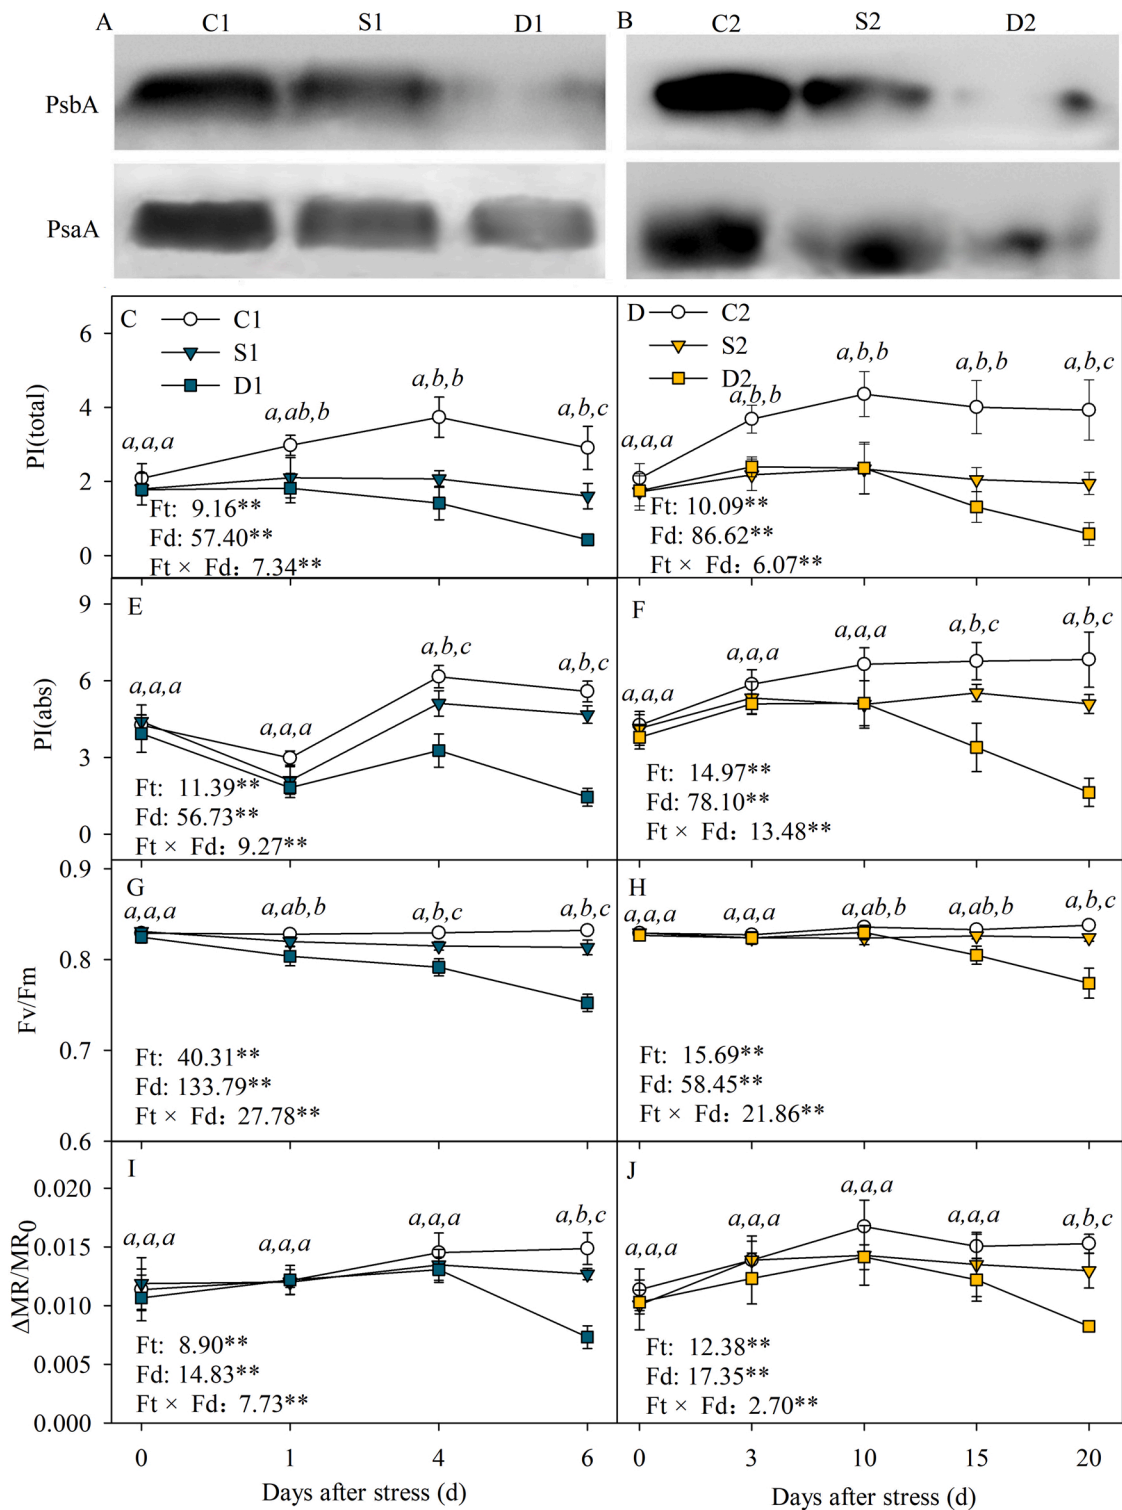 A C1 S1 D1 B C2 S2 D2
PsbA
PsaA
C C1
S1
D1
D C2
S2
D2
PI(total)
6
4
2
0
a,a,a a,ab,b a,b,b a,b,c
Ft: 9.16**
Fd: 57.40**
Ft × Fd: 7.34**
a,a,a a,b,b a,b,b a,b,b a,b,c
Ft: 10.09**
Fd: 86.62**
Ft × Fd: 6.07**
E
PI(abs)
9
6
3
0
a,a,a a,a,a a,b,c a,b,c
Ft: 11.39**
Fd: 56.73**
Ft × Fd: 9.27**
F
a,a,a a,a,a a,a,a a,b,c a,b,c
Ft: 14.97**
Fd: 78.10**
Ft × Fd: 13.48**
G
Fv/Fm
0.9
0.8
0.7
0.6
a,a,a a,ab,b a,b,c a,b,c
Ft: 40.31**
Fd: 133.79**
Ft × Fd: 27.78**
H
a,a,a a,a,a a,ab,b a,ab,b a,b,c
Ft: 15.69**
Fd: 58.45**
Ft × Fd: 21.86**
I
ΔMR/MR0
0.020
0.015
0.010
0.005
0.000
a,a,a a,a,a a,a,a a,b,c
Ft: 8.90**
Fd: 14.83**
Ft × Fd: 7.73**
J
a,a,a a,a,a a,a,a a,a,a a,b,c
Ft: 12.38**
Fd: 17.35**
Ft × Fd: 2.70**
0 1 4 6
Days after stress (d)
0 3 10 15 20
Days after stress (d)